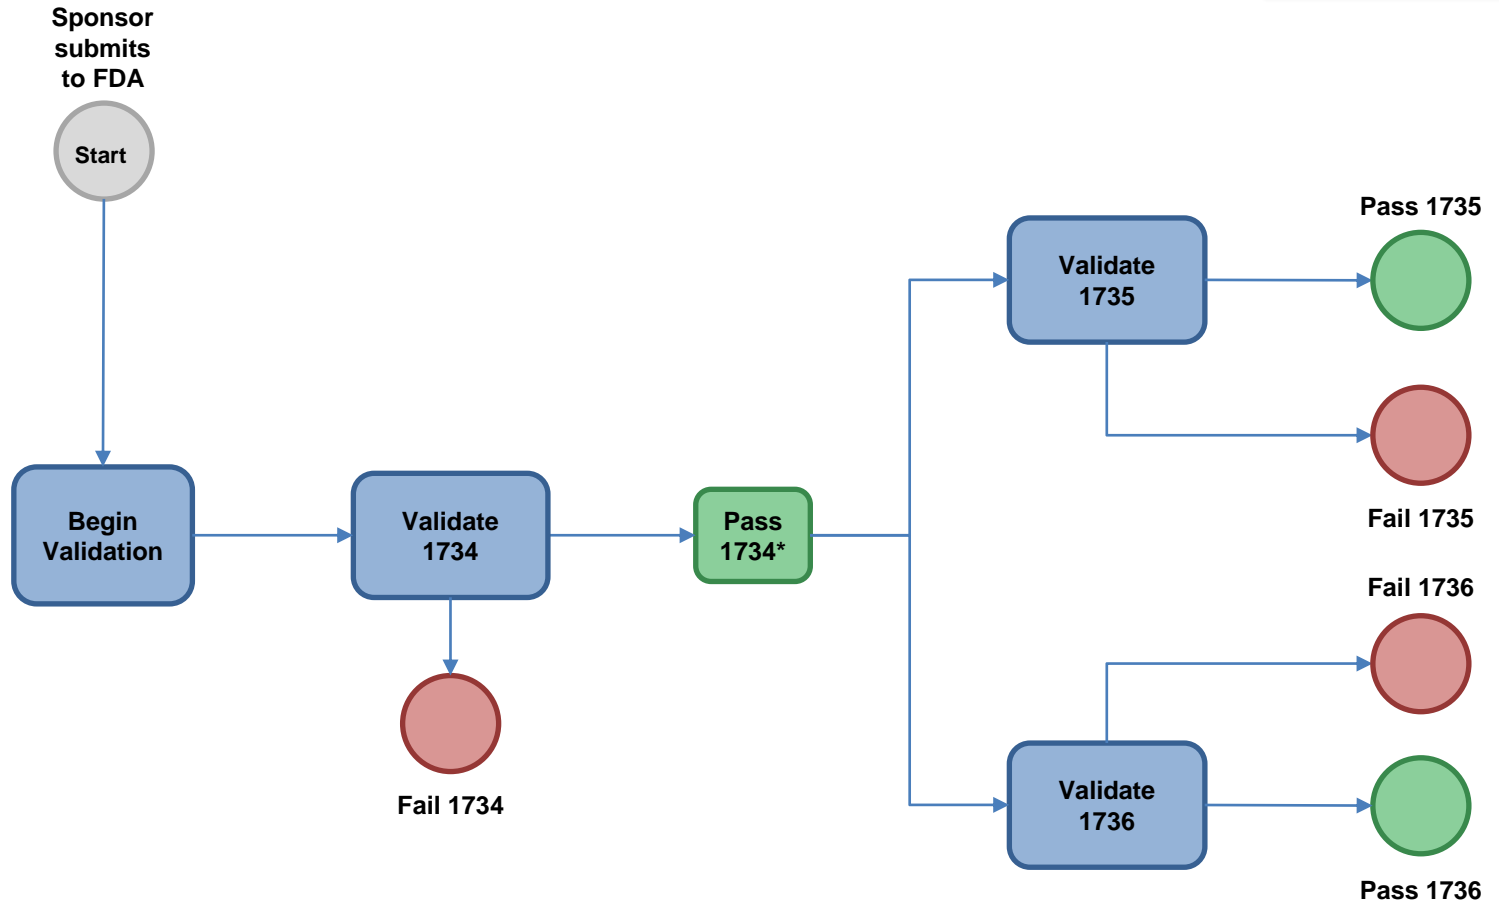 Sponsor
submits
to FDA
Start
Begin
Validation
Validate
1734
Fail 1734
Pass
1734*
Validate
1735
Pass 1735
Fail 1735
Fail 1736
Validate
1736
Pass 1736